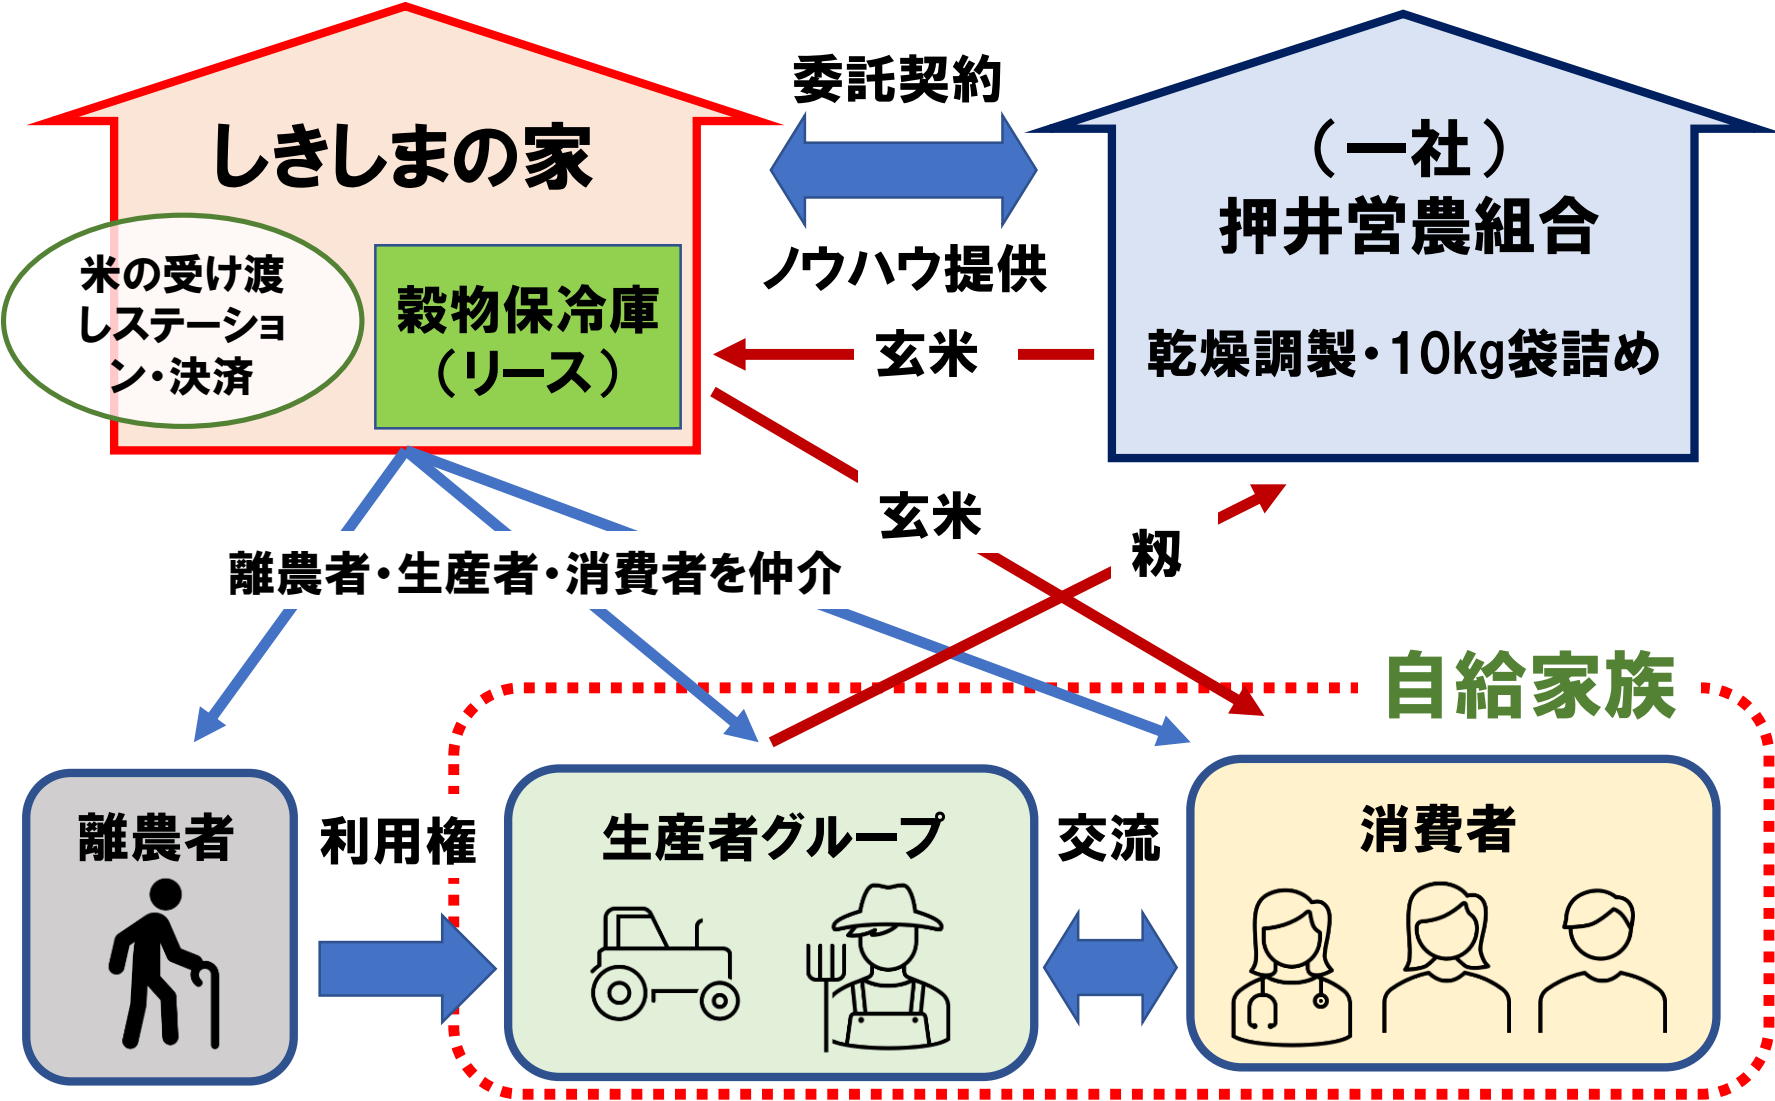 しきしまの家
米の受け渡
しステーショ
ン・決済
穀物保冷庫
（リース）
委託契約
ノウハウ提供
玄米
（一社）
押井営農組合
乾燥調製・10kg袋詰め
玄米
籾
離農者・生産者・消費者を仲介
自給家族
離農者
利用権
生産者グループ
交流
消費者